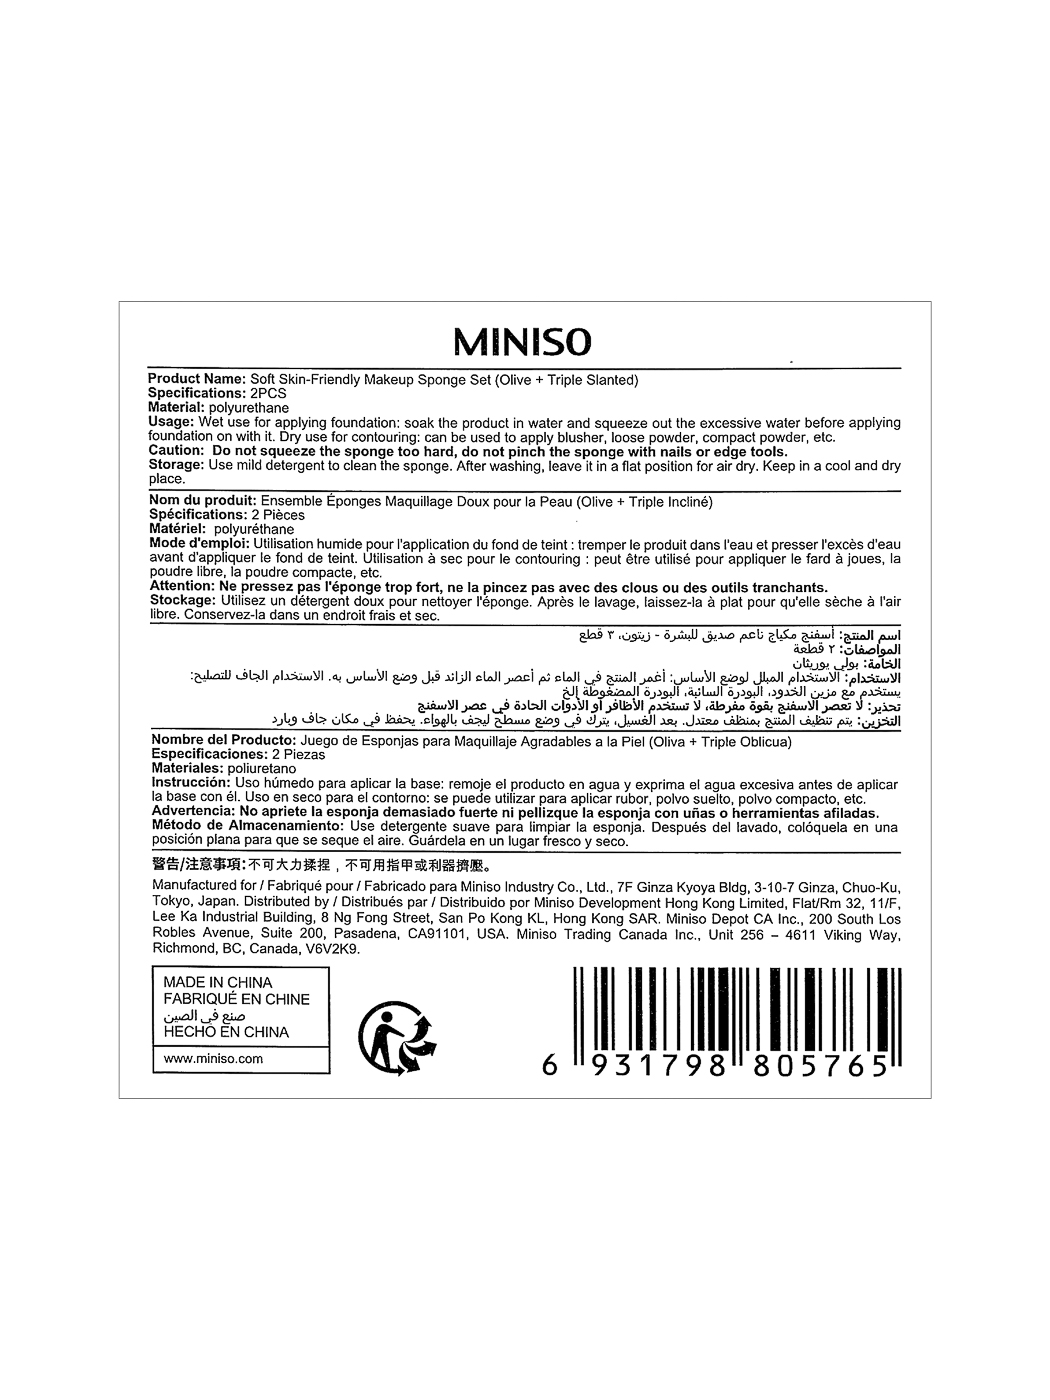 MINISO
Product Name: Soft Skin-Friendly Makeup Sponge Set (Olive + Triple Slanted)
Specifications: 2PCS
Material: polyurethane
Usage: Wet use for applying foundation: soak the product in water and squeeze out the excessive water before applying
foundation on with it. Dry use for contouring: can be used to apply blusher, loose powder, compact powder, etc.
Caution: Do not squeeze the sponge too hard, do not pinch the sponge with nails or edge tools.
Storage: Use mild detergent to clean the sponge. After washing, leave it in a flat position for air dry. Keep in a cool and dry
place.
Nom du produit: Ensemble Éponges Maquillage Doux pour la Peau (Olive + Triple Incliné)
Spécifications: 2 Pièces
Matériel: polyuréthane
Mode d'emploi: Utilisation humide pour l'application du fond de teint : tremper le produit dans l'eau et presser l'excès d'eau
avant d'appliquer le fond de teint. Utilisation à sec pour le contouring : peut être utilisé pour appliquer le fard à joues, la
poudre libre, la poudre compacte, etc.
Attention: Ne pressez pas l'éponge trop fort, ne la pincez pas avec des clous ou des outils tranchants.
Stockage: Utilisez un détergent doux pour nettoyer l'éponge. Après le lavage, laissez-la à plat pour qu'elle sèche à l'air
libre. Conservez-la dans un endroit frais et sec.
اسم المنتج: أسفنج مكياج ناعم صديق للبشرة - زيتون، ٣ قطع
المواصفات: ٢ قطعة
الخامة: بولي يوريثان
الاستخدام: الاستخدام المبلل لوضع الأساس: أغمر المنتج في الماء ثم أعصر الماء الزائد قبل وضع الأساس به. الاستخدام الجاف للتصليح:
يستخدم مع مزين الخدود، البودرة السائبة، البودرة المضغوطة إلخ
تحذير: لا تعصر الاسفنج بقوة مفرطة، لا تستخدم الأظافر أو الأدوات الحادة في عصر الاسفنج
التخزين: يتم تنظيف المنتج بمنظف معتدل. بعد الغسيل، يترك في وضع مسطح ليجف بالهواء. يحفظ في مكان جاف وبارد
Nombre del Producto: Juego de Esponjas para Maquillaje Agradables a la Piel (Oliva + Triple Oblicua)
Especificaciones: 2 Piezas
Materiales: poliuretano
Instrucción: Uso húmedo para aplicar la base: remoje el producto en agua y exprima el agua excesiva antes de aplicar
la base con él. Uso en seco para el contorno: se puede utilizar para aplicar rubor, polvo suelto, polvo compacto, etc.
Advertencia: No apriete la esponja demasiado fuerte ni pellizque la esponja con uñas o herramientas afiladas.
Método de Almacenamiento: Use detergente suave para limpiar la esponja. Después del lavado, colóquela en una
posición plana para que se seque el aire. Guárdela en un lugar fresco y seco.
警告/注意事項:不可大力揉捏，不可用指甲或利器擠壓。
Manufactured for / Fabriqué pour / Fabricado para Miniso Industry Co., Ltd., 7F Ginza Kyoya Bldg, 3-10-7 Ginza, Chuo-Ku,
Tokyo, Japan. Distributed by / Distribués par / Distribuido por Miniso Development Hong Kong Limited, Flat/Rm 32, 11/F,
Lee Ka Industrial Building, 8 Ng Fong Street, San Po Kong KL, Hong Kong SAR. Miniso Depot CA Inc., 200 South Los
Robles Avenue, Suite 200, Pasadena, CA91101, USA. Miniso Trading Canada Inc., Unit 256 – 4611 Viking Way,
Richmond, BC, Canada, V6V2K9.
MADE IN CHINA
FABRIQUÉ EN CHINE
صنع في الصين
HECHO EN CHINA
www.miniso.com
6 931798 805765